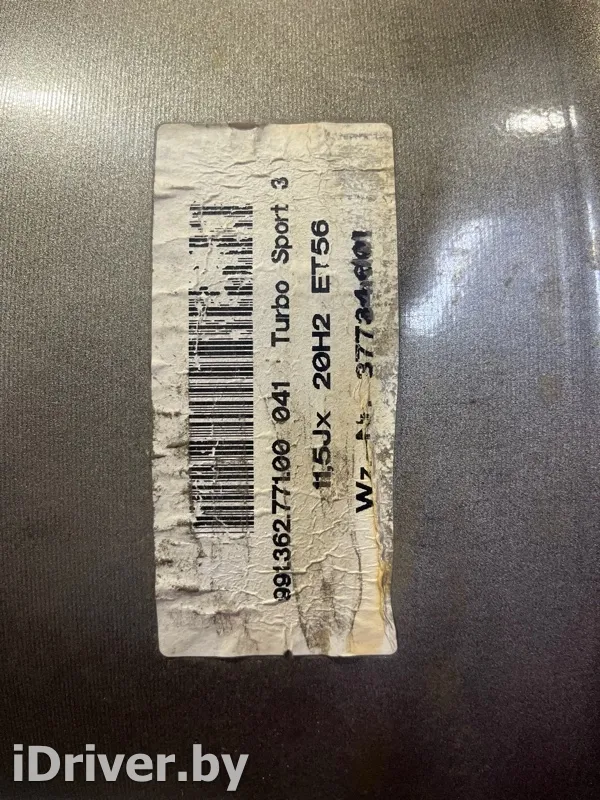 991.362.771.00 041 Turbo Sport 3
11,5Jx 20H2 ET56
Wz
iDriver.by